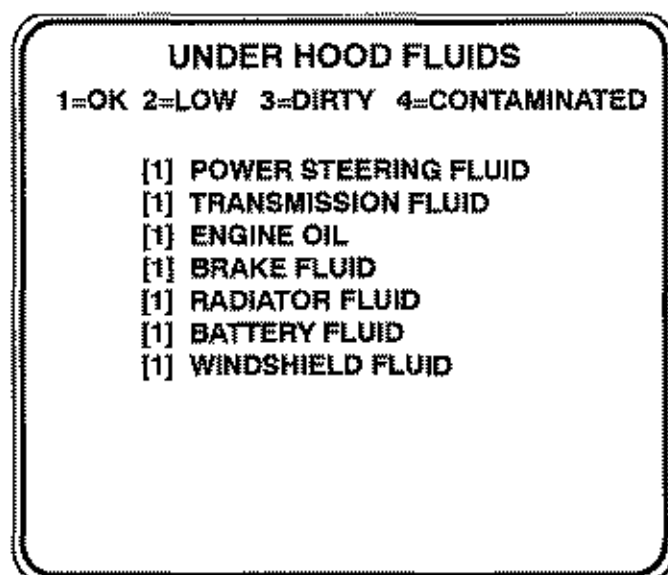 UNDER HOOD FLUIDS
1=OK 2=LOW 3=DIRTY 4=CONTAMINATED
[1] POWER STEERING FLUID
[1] TRANSMISSION FLUID
[1] ENGINE OIL
[1] BRAKE FLUID
[1] RADIATOR FLUID
[1] BATTERY FLUID
[1] WINDSHIELD FLUID